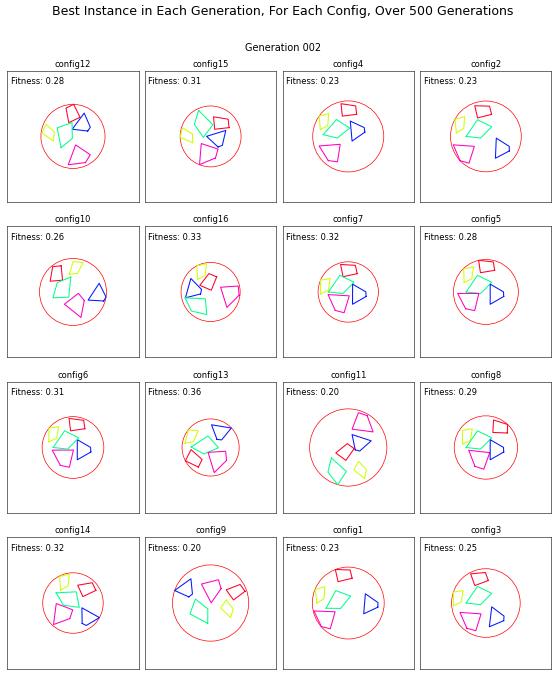 Best Instance in Each Generation, For Each Config, Over 500 Generations
Generation 002
config12
config15
config4
config2
Fitness: 0.28
Fitness: 0.31
Fitness: 0.23
Fitness: 0.23
config10
config16
config7
config5
Fitness: 0.26
Fitness: 0.33
Fitness: 0.32
Fitness: 0.28
config6
config13
config11
config8
Fitness: 0.31
Fitness: 0.36
Fitness: 0.20
Fitness: 0.29
config14
config9
config1
config3
Fitness: 0.32
Fitness: 0.20
Fitness: 0.23
Fitness: 0.25